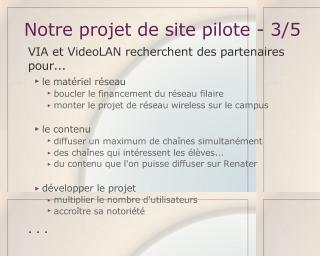 Notre projet de site pilote - 3/5
VIA et VideoLAN recherchent des partenaires
pour...
le matériel réseau
boucler le financement du réseau filaire
monter le projet de réseau wireless sur le campus
le contenu
diffuser un maximum de chaînes simultanément
des chaînes qui intéressent les élèves...
du contenu que l'on puisse diffuser sur Renater
développer le projet
multiplier le nombre d'utilisateurs
accroître sa notoriété
. . .